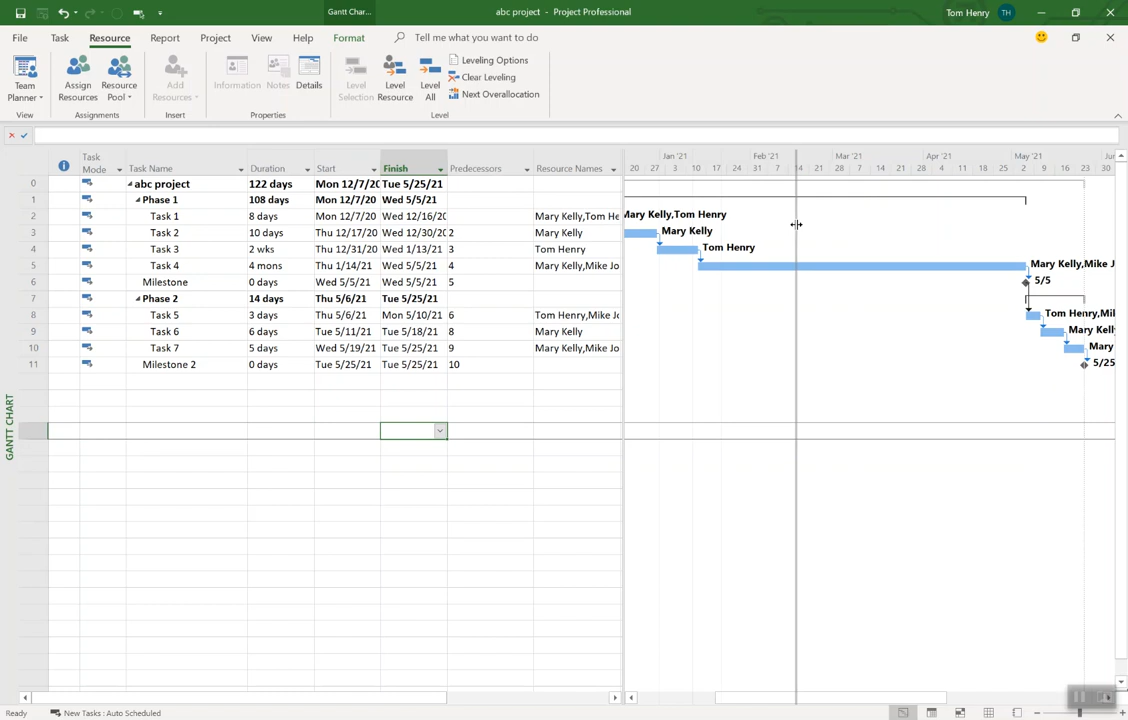 Gantt Char...
abc project - Project Professional
Tom Henry TH
File Task Resource Report Project View Help Format Tell me what you want to do
Team Planner
Assign Resources
Resource Pool
Add Resources
Information
Notes
Details
Level Selection
Level Resource
Level All
Leveling Options
Clear Leveling
Next Overallocation
View Assignments Insert Properties Level
Task Mode Task Name Duration Start Finish Predecessors Resource Names
Jan '21 Feb '21 Mar '21 Apr '21 May '21 Jun
20 27 3 10 17 24 31 7 14 21 28 7 14 21 28 4 11 18 25 2 9 16 23 30
0 abc project 122 days Mon 12/7/20 Tue 5/25/21
1 Phase 1 108 days Mon 12/7/20 Wed 5/5/21
2 Task 1 8 days Mon 12/7/20 Wed 12/16/20 Mary Kelly,Tom He
Mary Kelly,Tom Henry
3 Task 2 10 days Thu 12/17/20 Wed 12/30/20 2 Mary Kelly
Mary Kelly
4 Task 3 2 wks Thu 12/31/20 Wed 1/13/21 3 Tom Henry
Tom Henry
5 Task 4 4 mons Thu 1/14/21 Wed 5/5/21 4 Mary Kelly,Mike Jo
Mary Kelly,Mike J
6 Milestone 0 days Wed 5/5/21 Wed 5/5/21 5
5/5
7 Phase 2 14 days Thu 5/6/21 Tue 5/25/21
8 Task 5 3 days Thu 5/6/21 Mon 5/10/21 6 Tom Henry,Mike Jo
Tom Henry,Mil
9 Task 6 6 days Tue 5/11/21 Tue 5/18/21 8 Mary Kelly
Mary Kell
10 Task 7 5 days Wed 5/19/21 Tue 5/25/21 9 Mary Kelly,Mike Jo
Mary
11 Milestone 2 0 days Tue 5/25/21 Tue 5/25/21 10
5/25
GANTT CHART
Ready New Tasks : Auto Scheduled